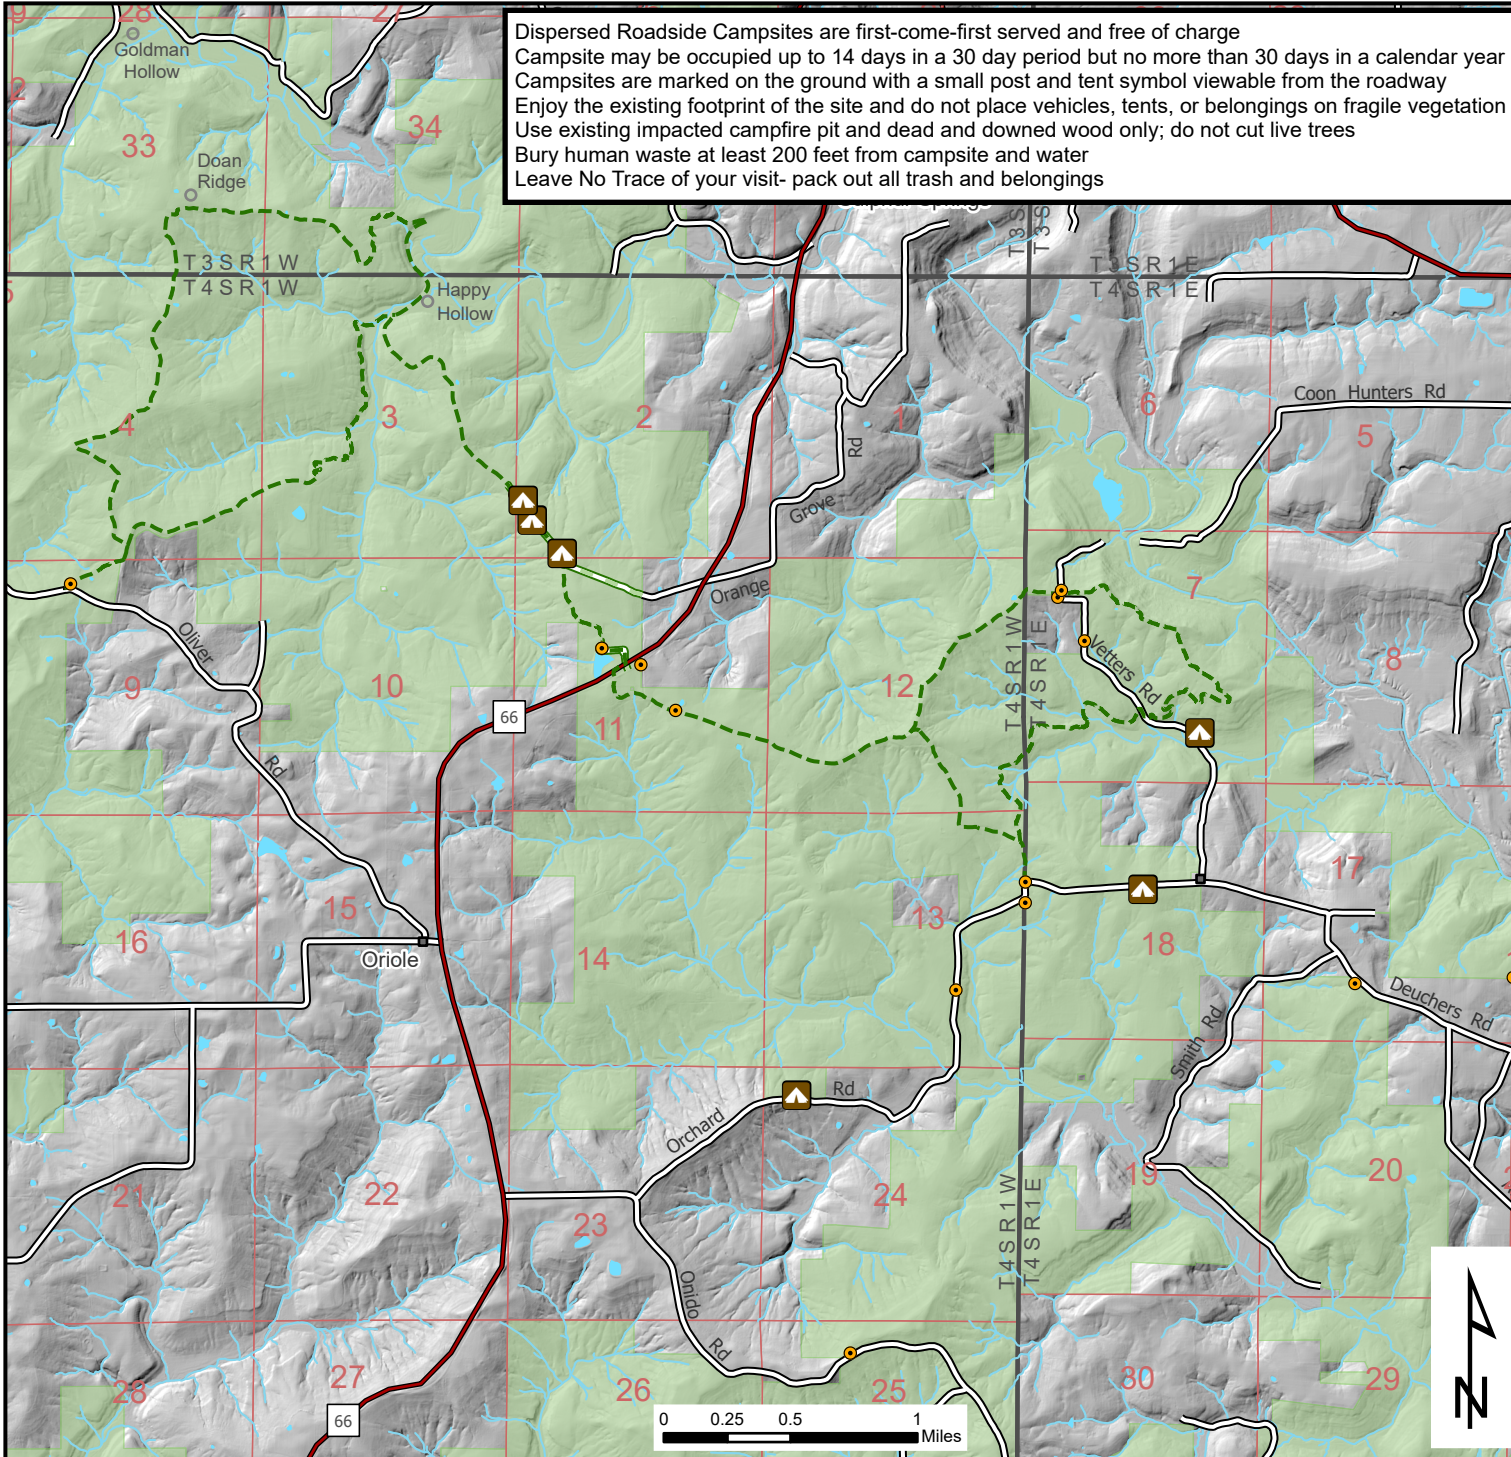 Dispersed Roadside Campsites are first-come-first served and free of charge
Campsite may be occupied up to 14 days in a 30 day period but no more than 30 days in a calendar year
Campsites are marked on the ground with a small post and tent symbol viewable from the roadway
Enjoy the existing footprint of the site and do not place vehicles, tents, or belongings on fragile vegetation
Use existing impacted campfire pit and dead and downed wood only; do not cut live trees
Bury human waste at least 200 feet from campsite and water
Leave No Trace of your visit- pack out all trash and belongings
28
27
Goldman
Hollow
33
34
Doan
Ridge
T3S
T3S
T 3 S R 1 W
T 4 S R 1 W
T 3 S R 1 E
T 4 S R 1 E
Happy
Hollow
4
3
2
1
6
5
Coon Hunters Rd
Rd
Grove
Orange
7
Oliver
Vetters Rd
T 4 S R 1 W
T 4 S R 1 E
9
10
11
12
8
66
Rd
15
16
14
13
17
18
Oriole
Deuchers Rd
Smith Rd
Orchard
Rd
21
22
23
24
19
20
T 4 S R 1 W
T 4 S R 1 E
Onido
Rd
28
27
26
25
30
29
66
0
0.25
0.5
1
Miles
N